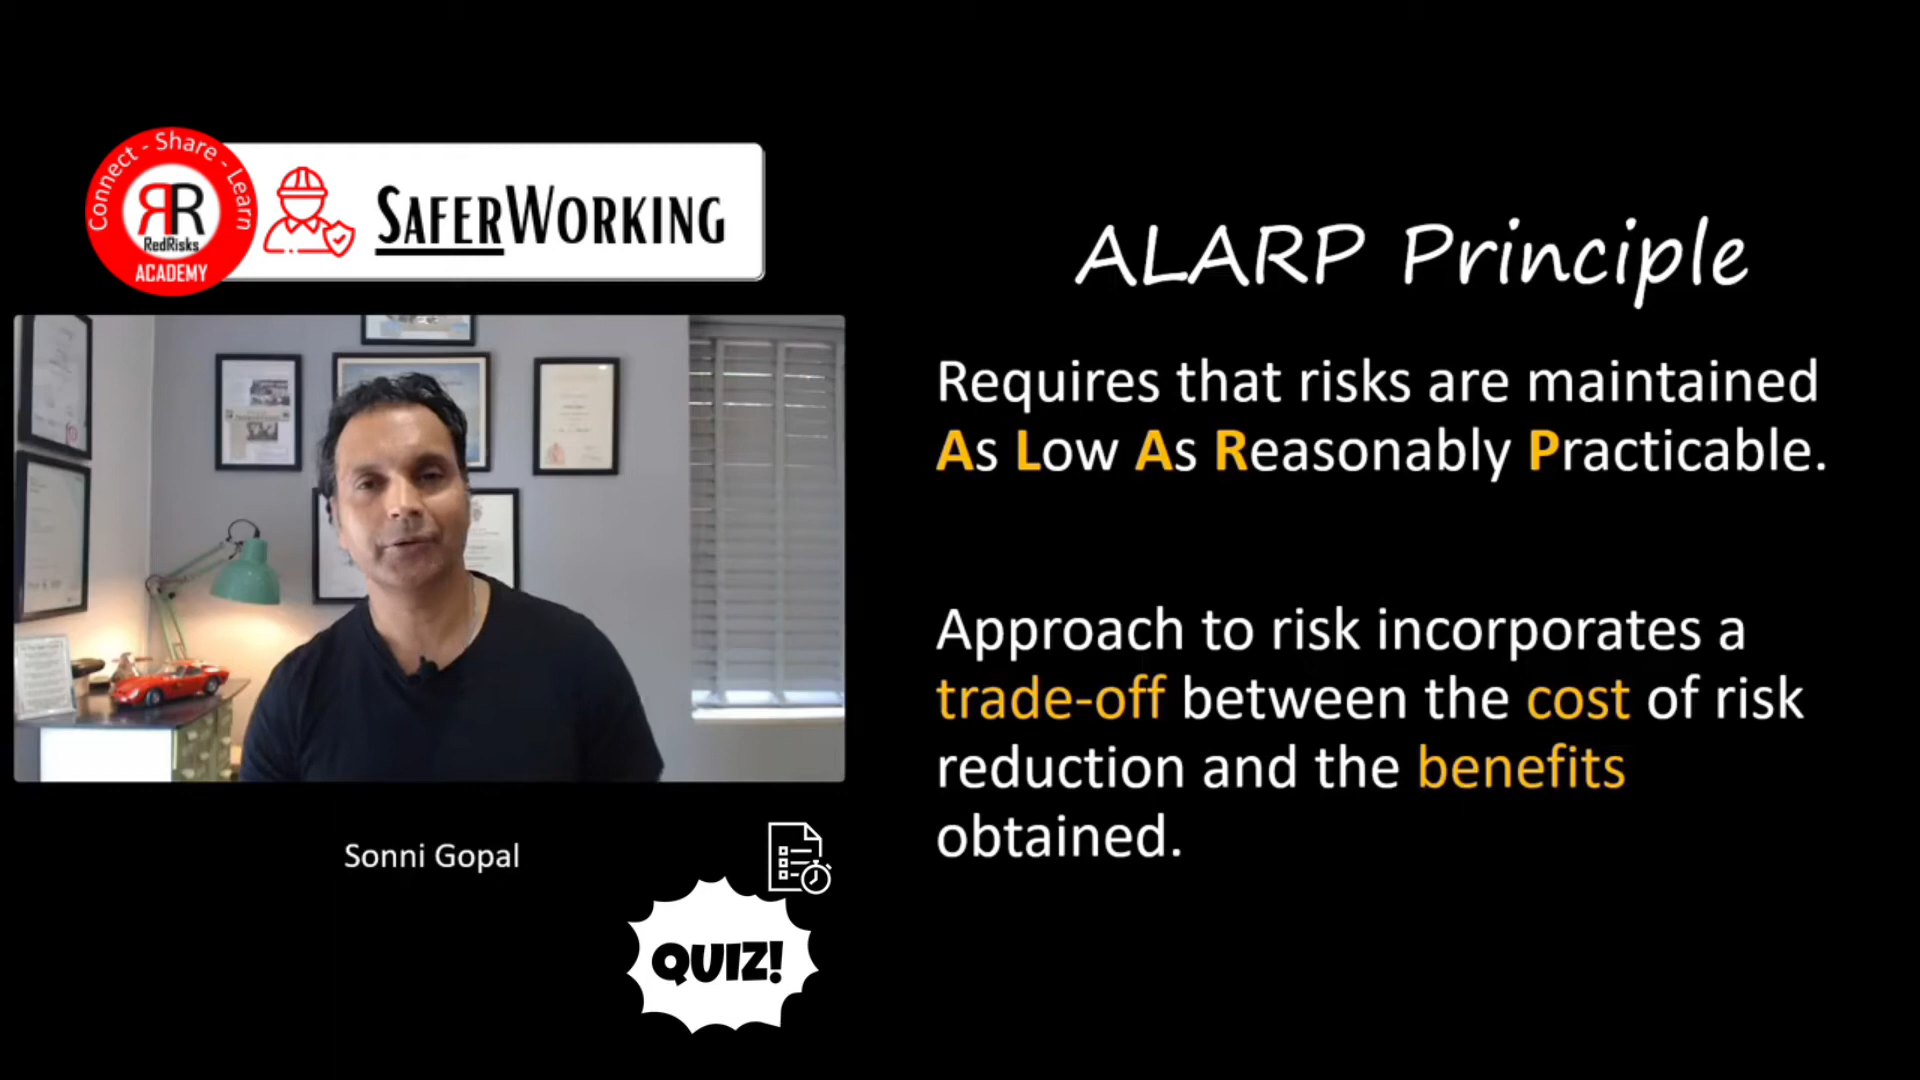 Connect - Share - Learn
RR
RedRisks
ACADEMY
SAFERWORKING
ALARP Principle
Requires that risks are maintained
As Low As Reasonably Practicable.
Approach to risk incorporates a
trade-off between the cost of risk
reduction and the benefits
obtained.
Sonni Gopal
QUIZ!